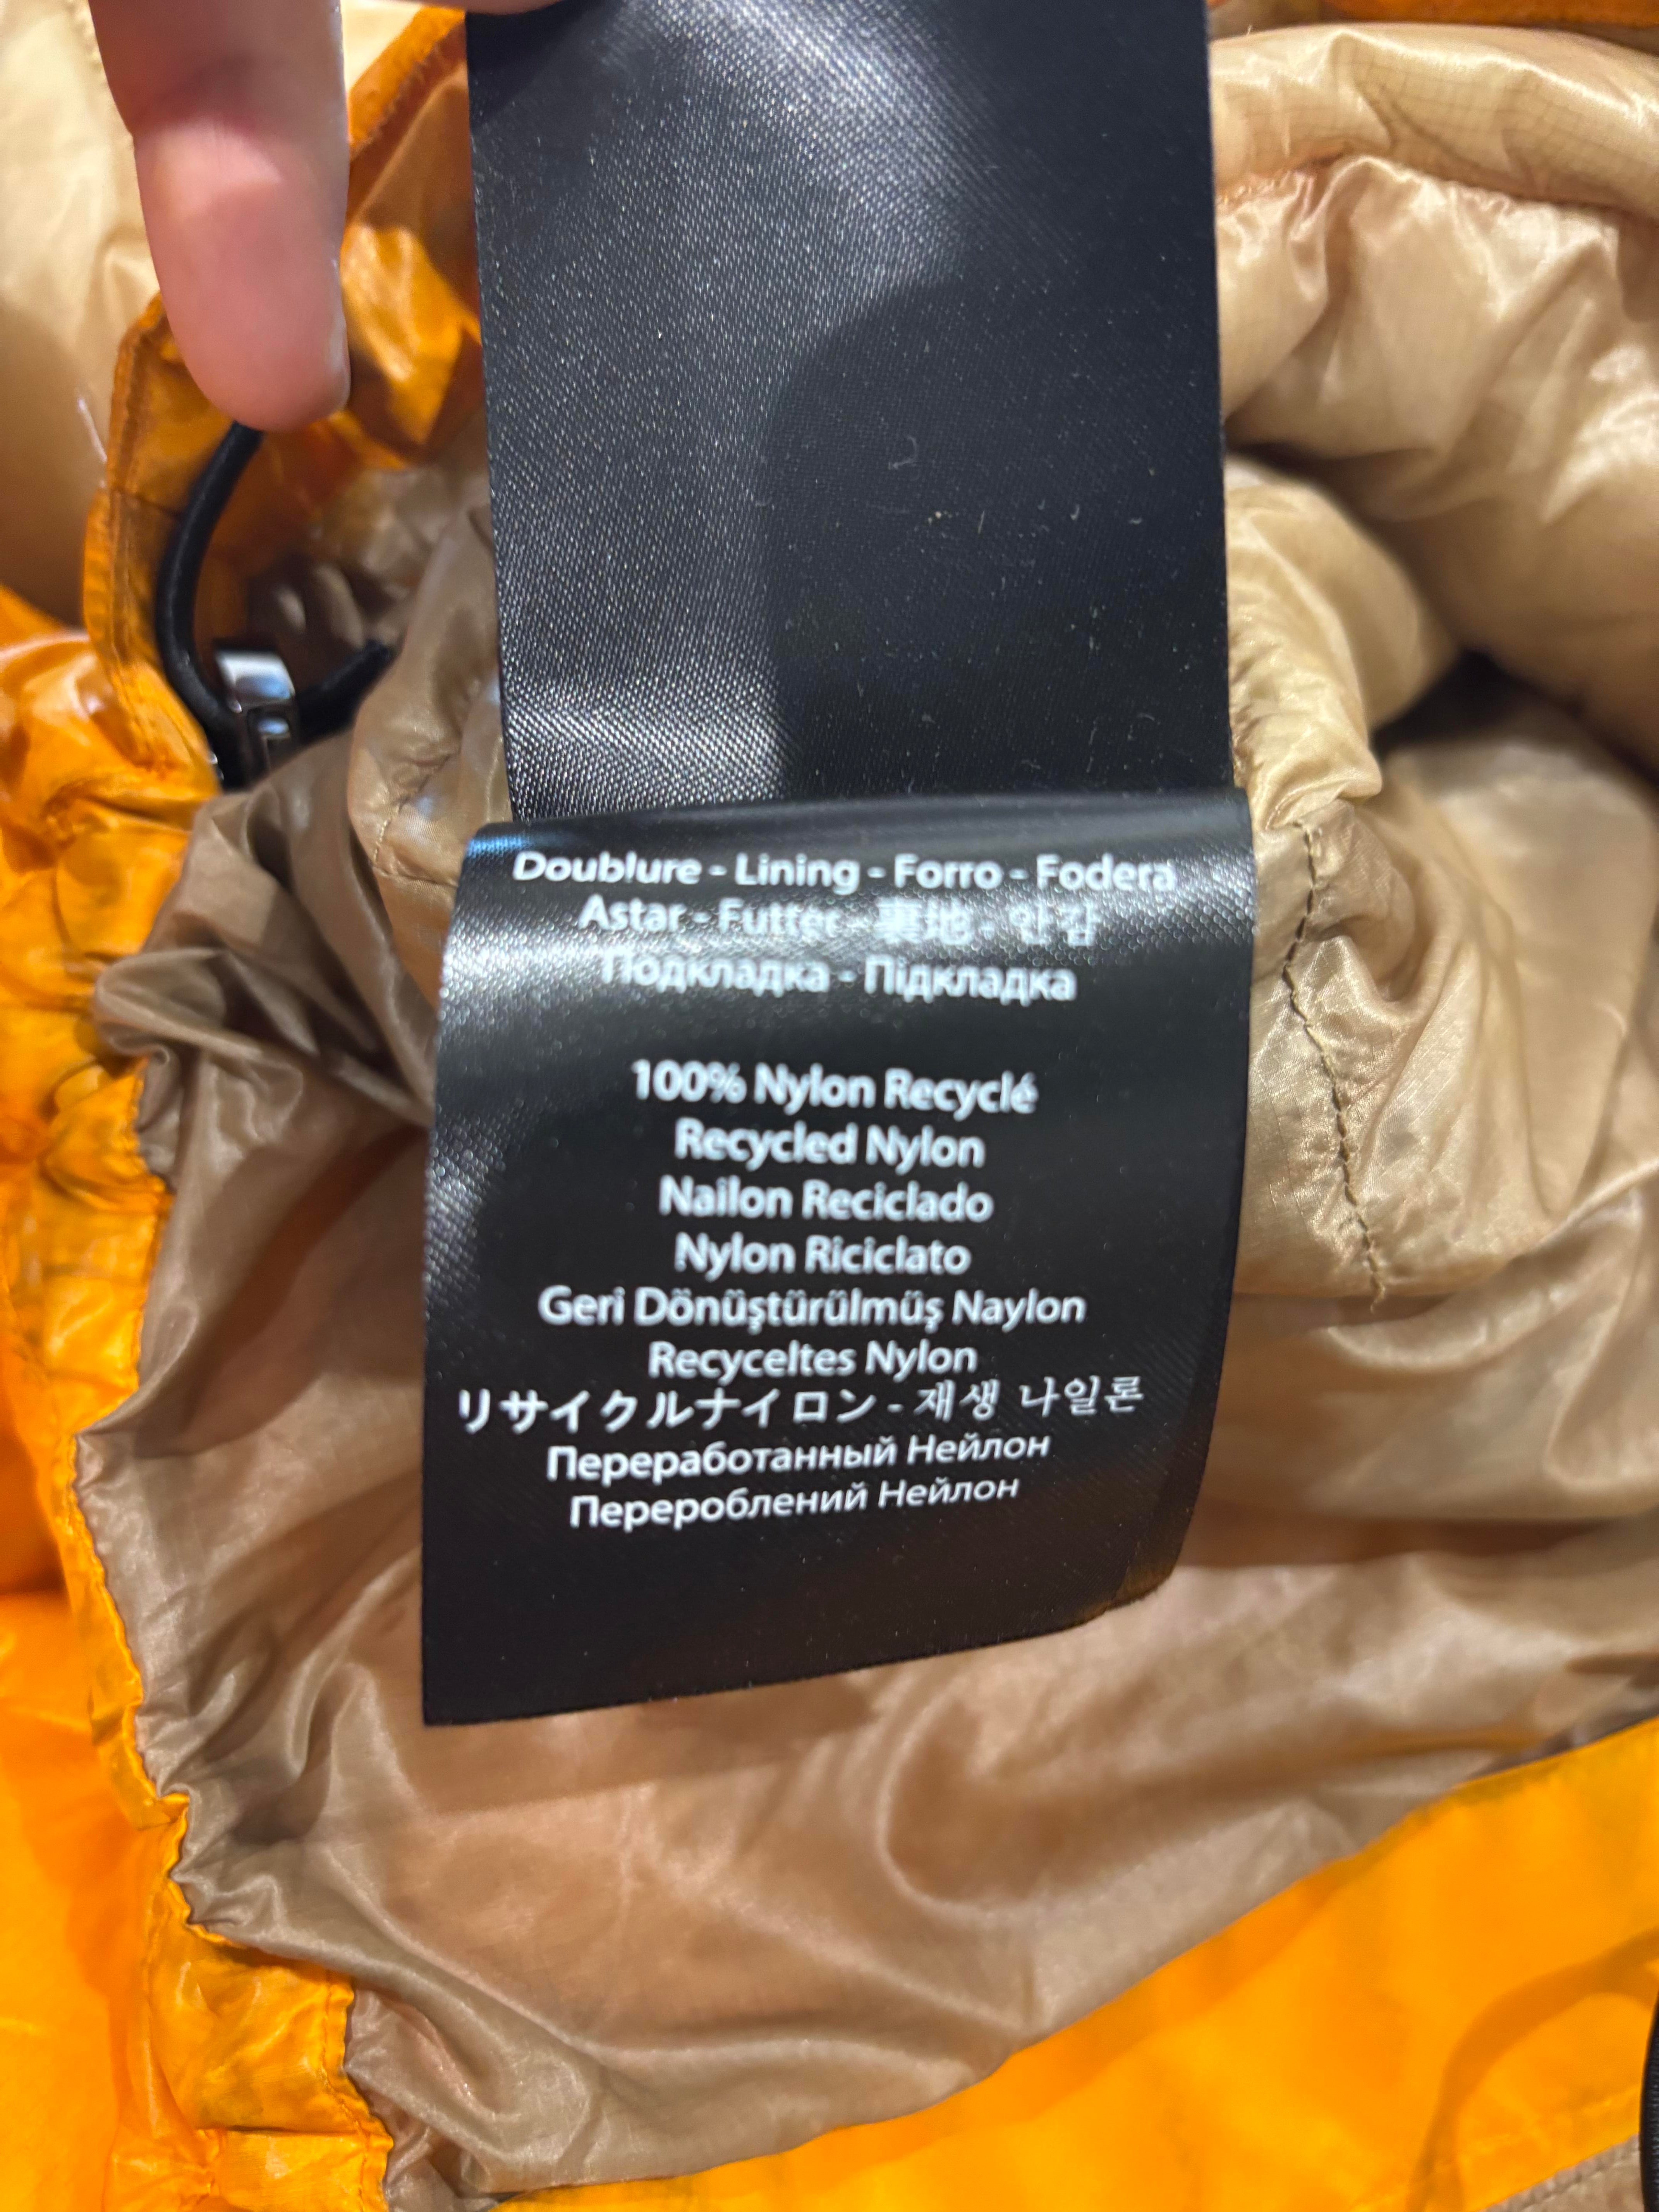 Doublure - Lining - Forro - Fodera
Astar - Futter - 裏地 - 안감
Подкладка - Підкладка
100% Nylon Recyclé
Recycled Nylon
Nailon Reciclado
Nylon Riciclato
Geri Dönüştürülmüş Naylon
Recyceltes Nylon
リサイクルナイロン - 재생 나일론
Переработанный Нейлон
Перероблений Нейлон